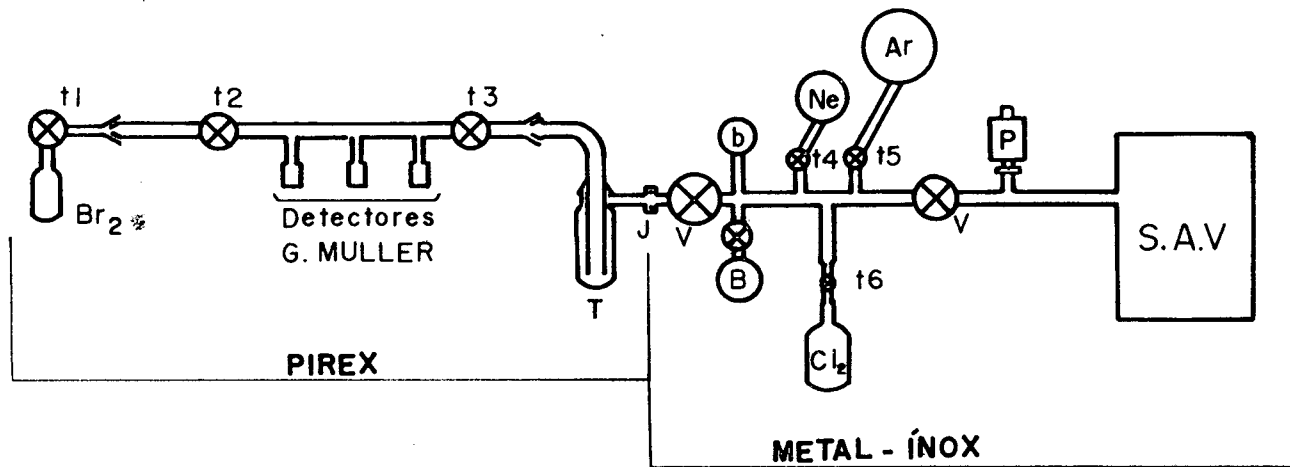 t1
t2
t3
Br2
Detectores
G. MULLER
T
J
V
b
B
Ne
t4
Ar
t5
Cl2
t6
V
P
S.A.V
PIREX
METAL - ÍNOX